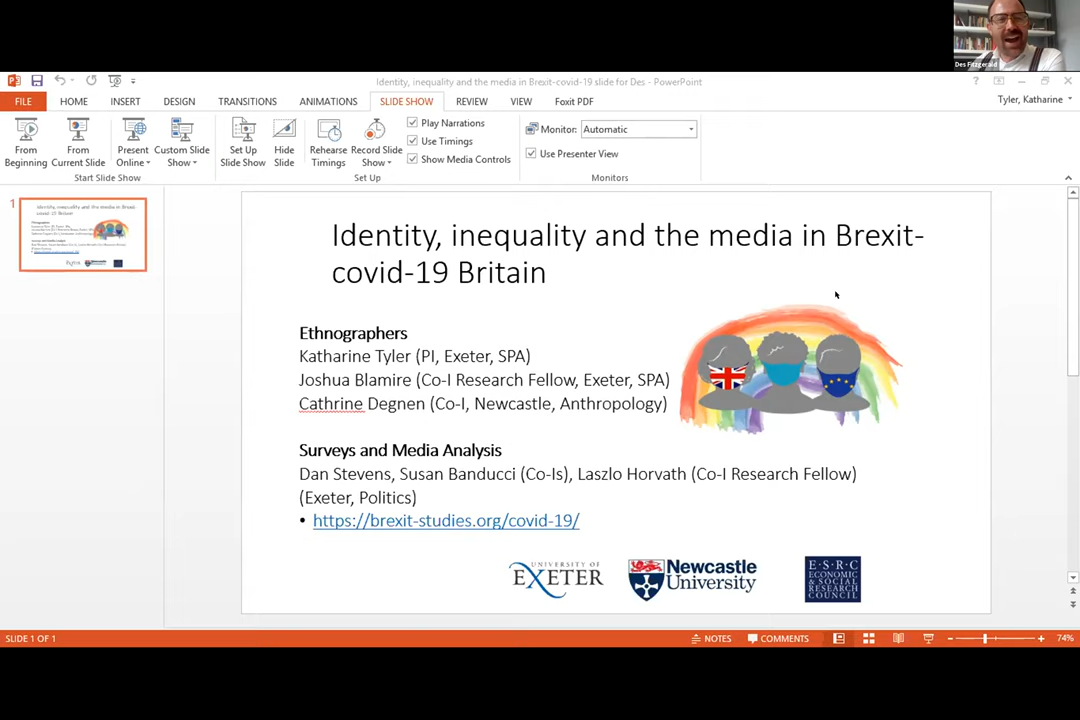 Des Fitzgerald
Identity, inequality and the media in Brexit-covid-19 slide for Des - PowerPoint
FILE HOME INSERT DESIGN TRANSITIONS ANIMATIONS SLIDE SHOW REVIEW VIEW Foxit PDF
Tyler, Katharine
From Beginning
From Current Slide
Present Online
Custom Slide Show
Start Slide Show
Set Up Slide Show
Hide Slide
Rehearse Timings
Record Slide Show
Play Narrations
Use Timings
Show Media Controls
Set Up
Monitor: Automatic
Use Presenter View
Monitors
1
Identity, inequality and the media in Brexit-
covid-19 Britain
Ethnographers
Katharine Tyler (PI, Exeter, SPA)
Joshua Blamire (Co-I Research Fellow, Exeter, SPA)
Cathrine Degnen (Co-I, Newcastle, Anthropology)
Surveys and Media Analysis
Dan Stevens, Susan Banducci (Co-Is), Laszlo Horvath (Co-I Research Fellow)
(Exeter, Politics)
• https://brexit-studies.org/covid-19/
UNIVERSITY OF
EXETER
Newcastle
University
E·S·R·C
ECONOMIC
& SOCIAL
RESEARCH
COUNCIL
SLIDE 1 OF 1
NOTES COMMENTS 74%